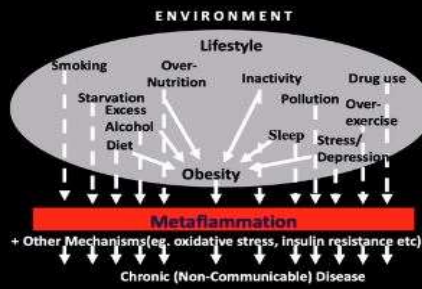 ENVIRONMENT
Lifestyle
Smoking
Over-
Nutrition
Inactivity
Drug use
Starvation
Excess
Alcohol
Diet
Pollution
Over-
exercise
Sleep
Stress/
Depression
Obesity
Metaflammation
+ Other Mechanisms(eg. oxidative stress, insulin resistance etc)
Chronic (Non-Communicable) Disease